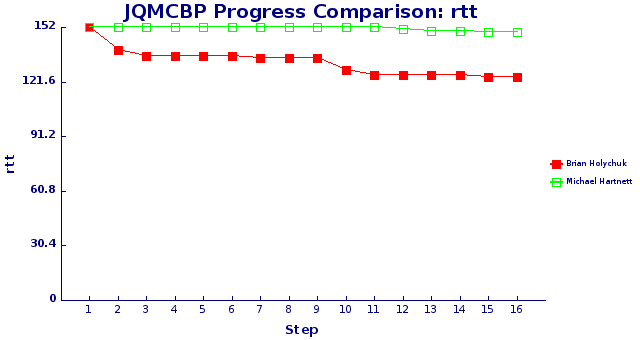 JQMCBP Progress Comparison: rtt
152
121.6
91.2
60.8
30.4
0
rtt
1 2 3 4 5 6 7 8 9 10 11 12 13 14 15 16
Step
Brian Holychuk
Michael Hartnett